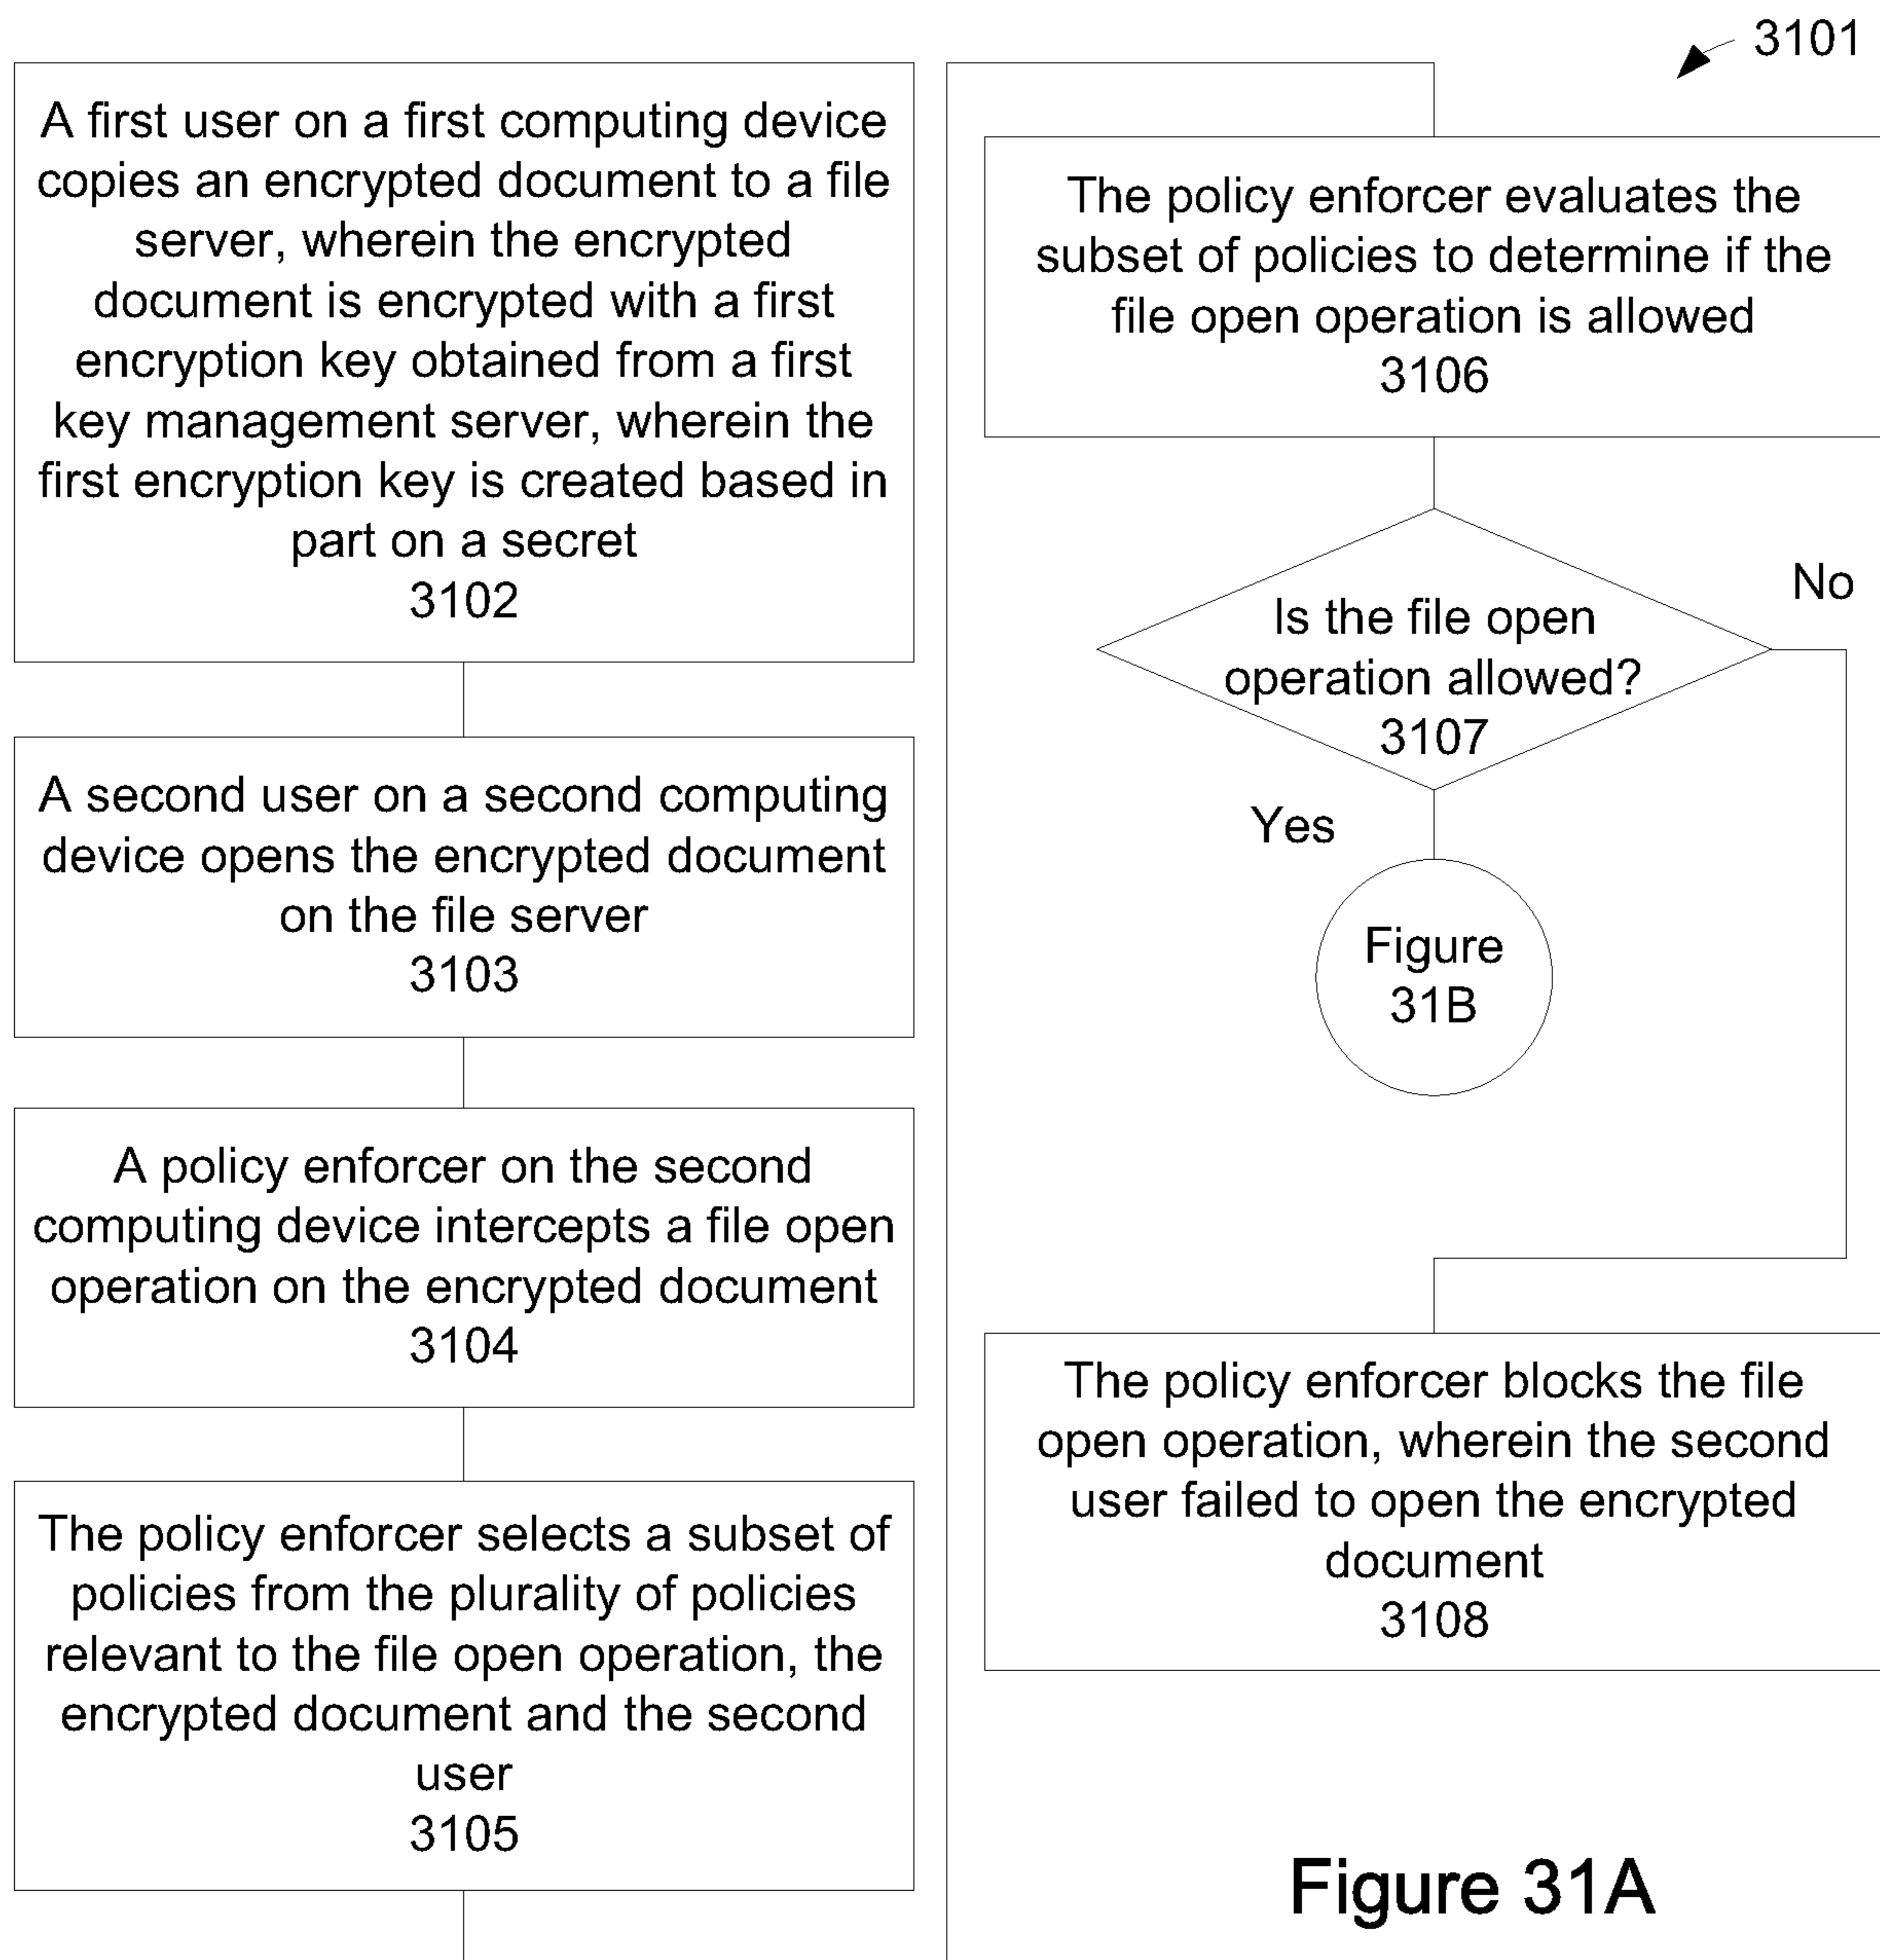 3101
A first user on a first computing device
copies an encrypted document to a file
server, wherein the encrypted
document is encrypted with a first
encryption key obtained from a first
key management server, wherein the
first encryption key is created based in
part on a secret
3102
A second user on a second computing
device opens the encrypted document
on the file server
3103
A policy enforcer on the second
computing device intercepts a file open
operation on the encrypted document
3104
The policy enforcer selects a subset of
policies from the plurality of policies
relevant to the file open operation, the
encrypted document and the second
user
3105
The policy enforcer evaluates the
subset of policies to determine if the
file open operation is allowed
3106
Is the file open
operation allowed?
3107
No
Yes
Figure
31B
The policy enforcer blocks the file
open operation, wherein the second
user failed to open the encrypted
document
3108
Figure 31A